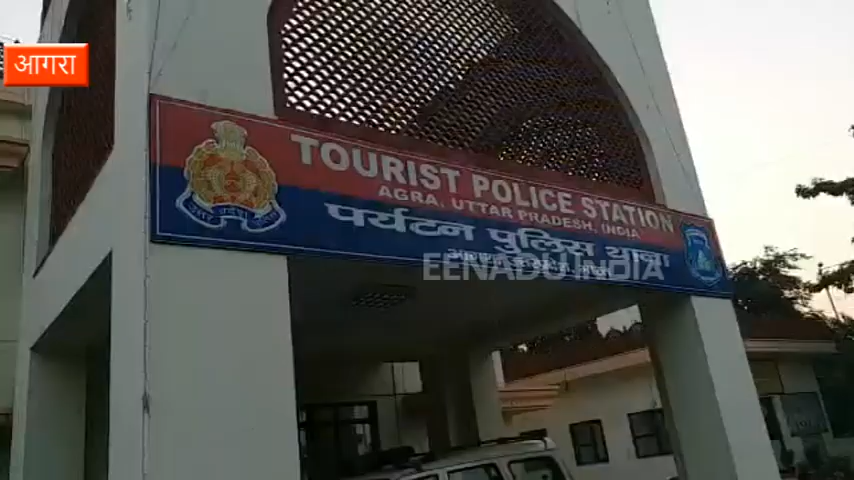 आगरा
TOURIST POLICE STATION
AGRA, UTTAR PRADESH, INDIA
पर्यटन पुलिस थाना
EENADU INDIA